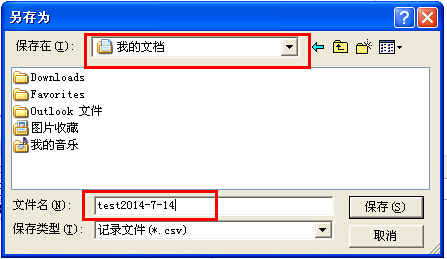 另存为
保存在(I):
我的文档
Downloads
Favorites
Outlook 文件
图片收藏
我的音乐
文件名(N):
test2014-7-14
保存(S)
保存类型(T):
记录文件(*.csv)
取消